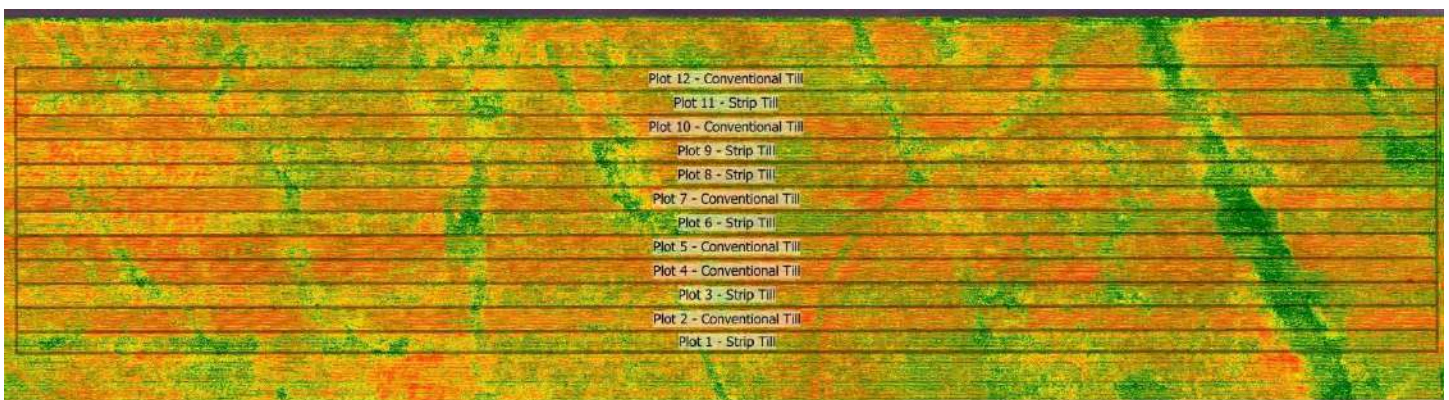 Plot 12 - Conventional Till
Plot 11 - Strip Till
Plot 10 - Conventional Till
Plot 9 - Strip Till
Plot 8 - Strip Till
Plot 7 - Conventional Till
Plot 6 - Strip Till
Plot 5 - Conventional Till
Plot 4 - Conventional Till
Plot 3 - Strip Till
Plot 2 - Conventional Till
Plot 1 - Strip Till